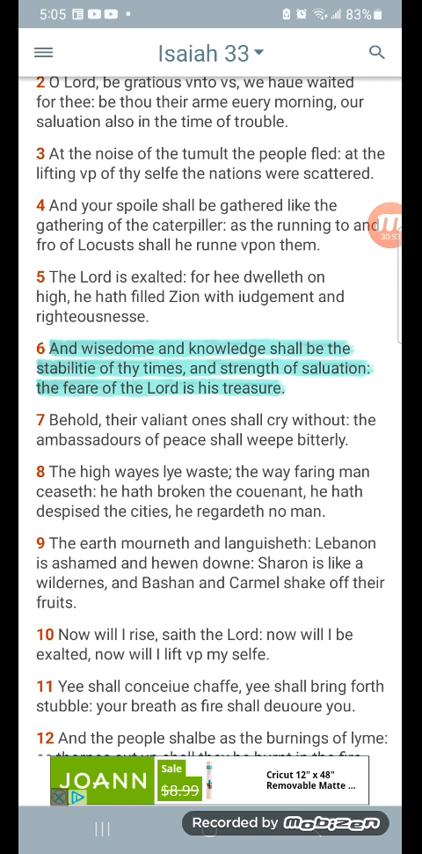 5:05
83%
Isaiah 33
2 O Lord, be gratious vnto vs, we haue waited
for thee: be thou their arme euery morning, our
saluation also in the time of trouble.
3 At the noise of the tumult the people fled: at the
lifting vp of thy selfe the nations were scattered.
4 And your spoile shall be gathered like the
gathering of the caterpiller: as the running to and
fro of Locusts shall he runne vpon them.
5 The Lord is exalted: for hee dwelleth on
high, he hath filled Zion with iudgement and
righteousnesse.
6 And wisedome and knowledge shall be the
stabilitie of thy times, and strength of saluation:
the feare of the Lord is his treasure.
7 Behold, their valiant ones shall cry without: the
ambassadours of peace shall weepe bitterly.
8 The high wayes lye waste; the way faring man
ceaseth: he hath broken the couenant, he hath
despised the cities, he regardeth no man.
9 The earth mourneth and languisheth: Lebanon
is ashamed and hewen downe: Sharon is like a
wildernes, and Bashan and Carmel shake off their
fruits.
10 Now will I rise, saith the Lord: now will I be
exalted, now will I lift vp my selfe.
11 Yee shall conceiue chaffe, yee shall bring forth
stubble: your breath as fire shall deuoure you.
12 And the people shalbe as the burnings of lyme:
JOANN
Sale
$8.99
Cricut 12" x 48"
Removable Matte ...
Recorded by mobizen